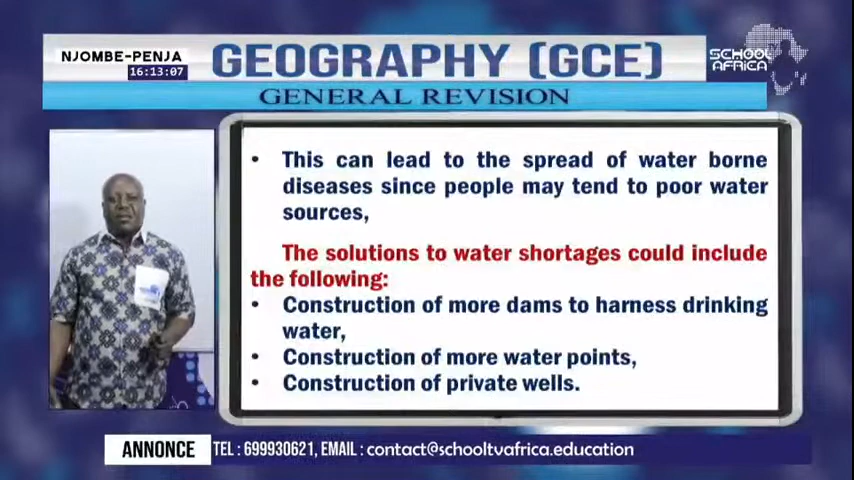 NJOMBE-PENJA
16:13:07
GEOGRAPHY (GCE)
GENERAL REVISION
SCHOOL
AFRICA
• This can lead to the spread of water borne
diseases since people may tend to poor water
sources,
The solutions to water shortages could include
the following:
• Construction of more dams to harness drinking
water,
• Construction of more water points,
• Construction of private wells.
ANNONCE
TEL : 699930621, EMAIL : contact@schooltvafrica.education